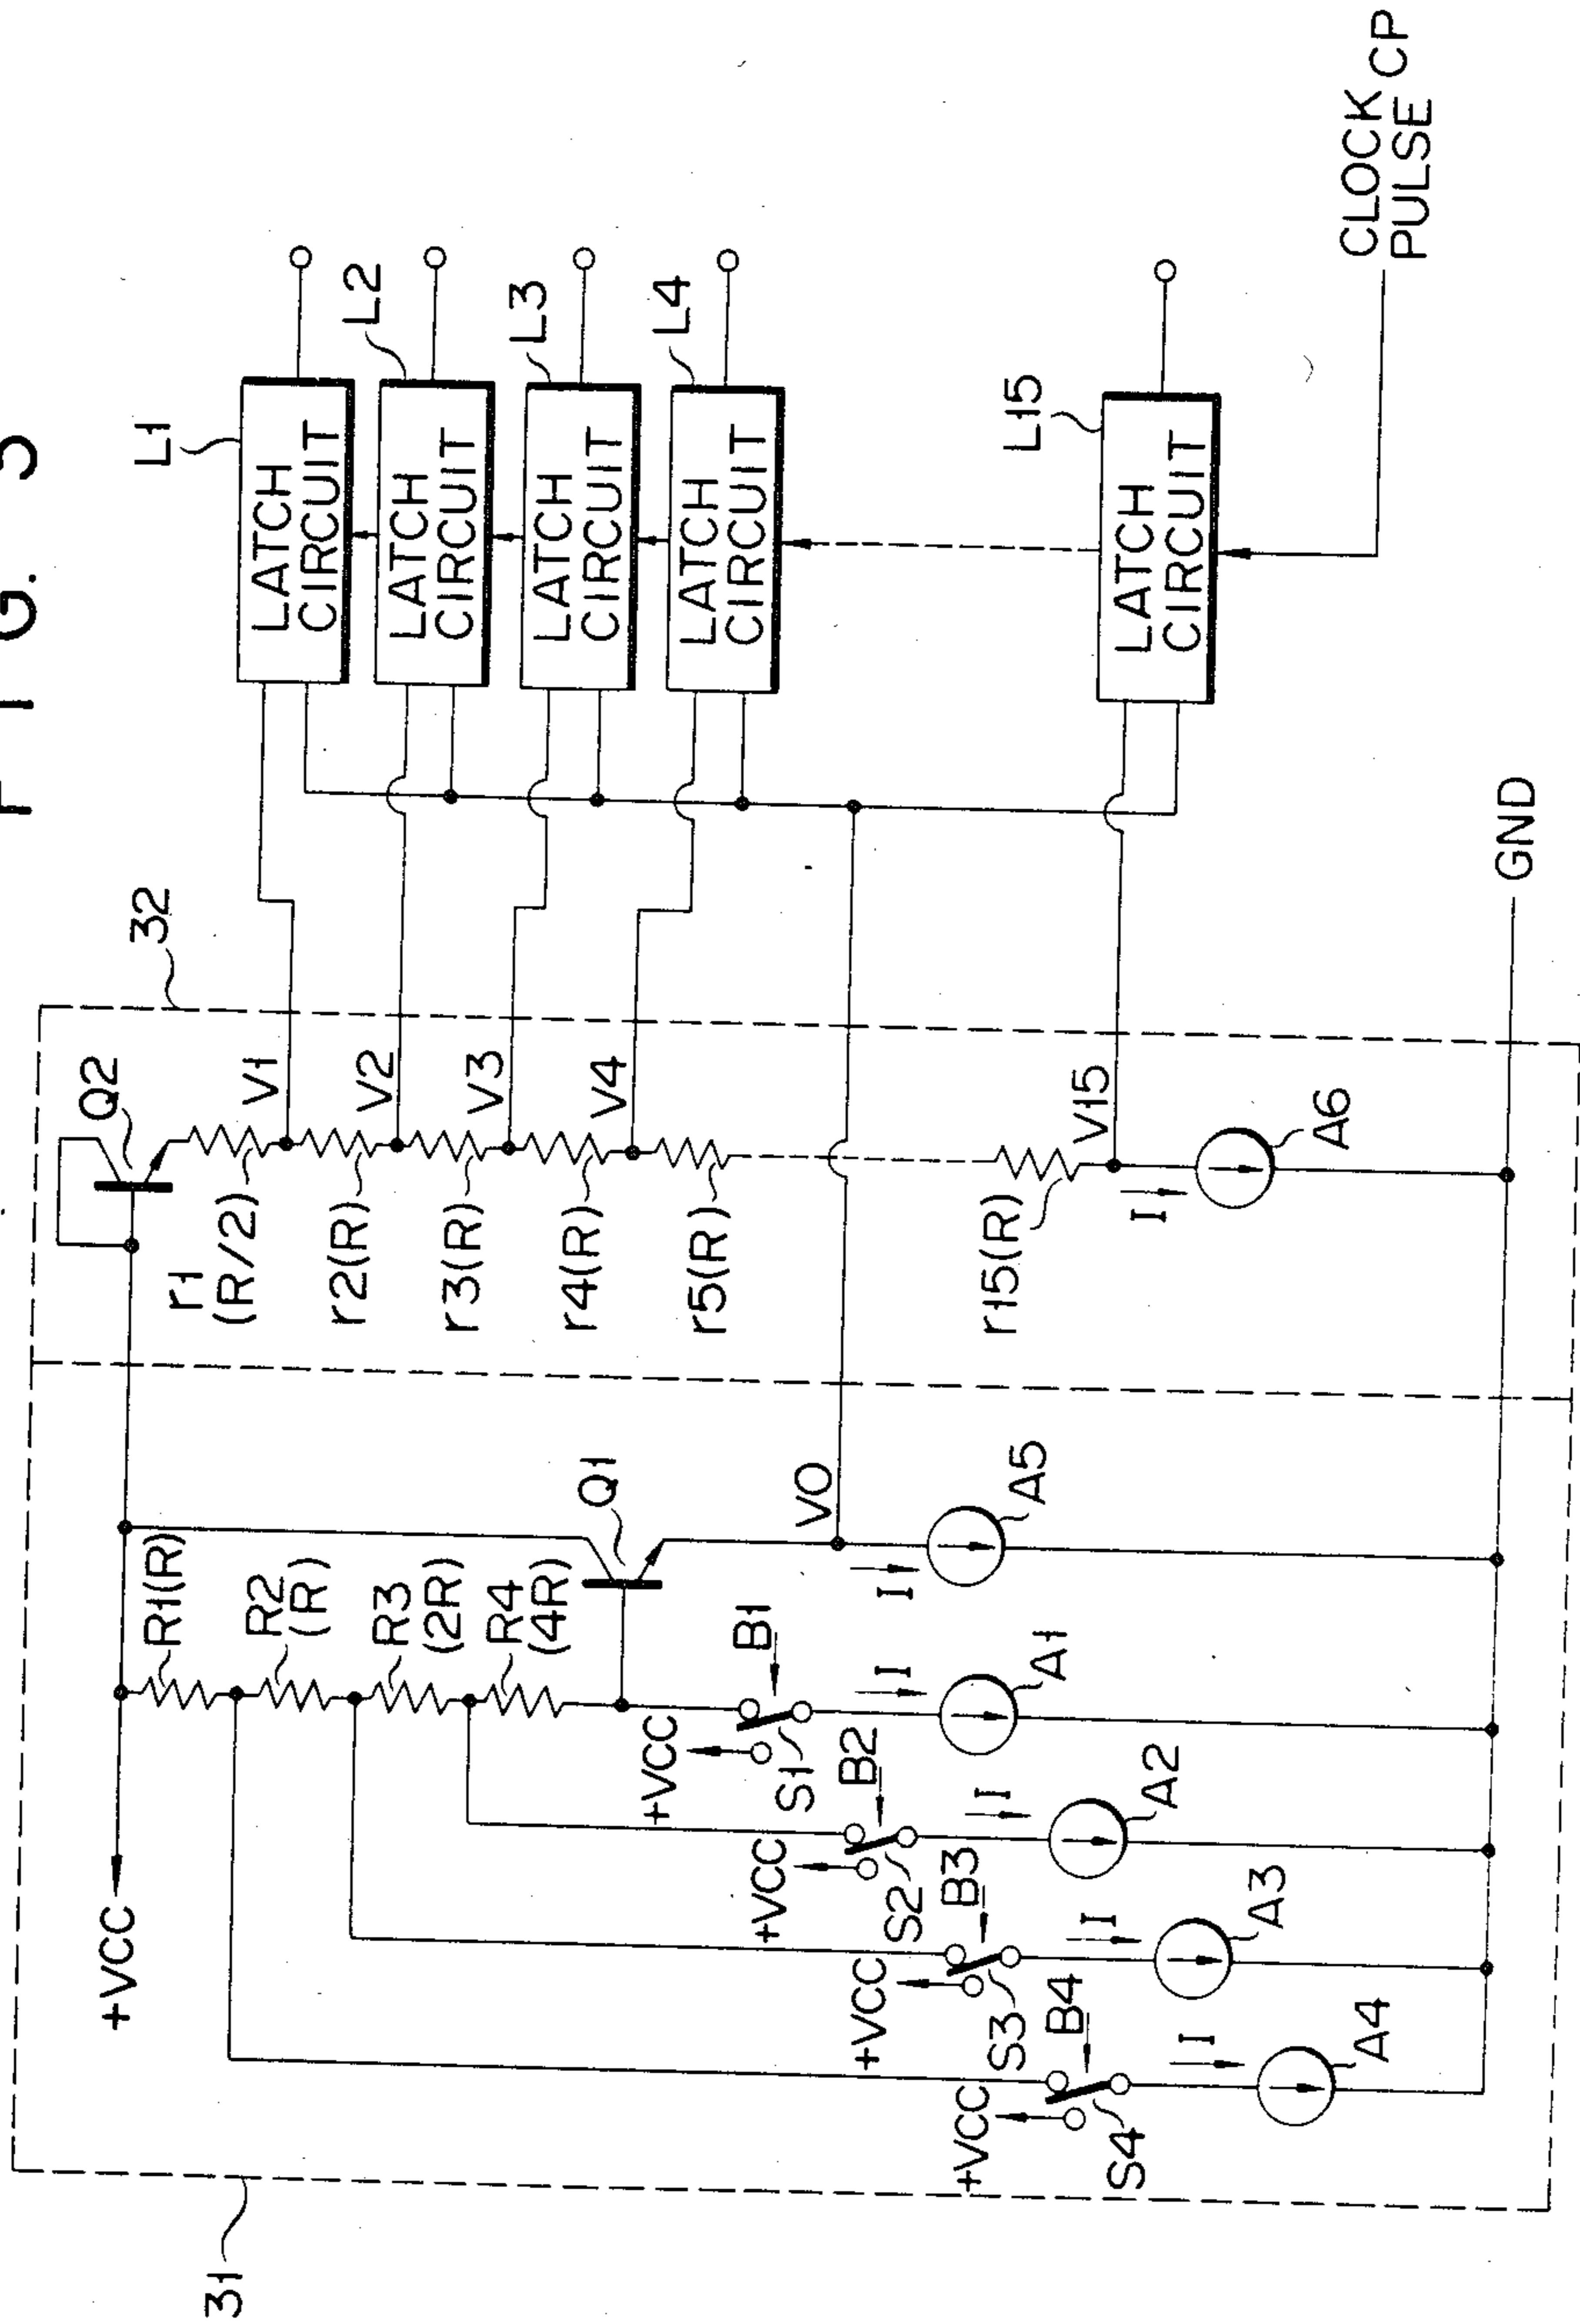 FIG. 3
31
32
+VCC
R1(R)
R2
(R)
R3
(2R)
R4
(4R)
Q1
Q2
r1
(R/2)
r2(R)
r3(R)
r4(R)
r5(R)
r15(R)
V1
V2
V3
V4
V15
VO
L1
LATCH
CIRCUIT
L2
LATCH
CIRCUIT
L3
LATCH
CIRCUIT
L4
LATCH
CIRCUIT
L15
LATCH
CIRCUIT
+VCC
S4
B4
I
A4
+VCC
S3
B3
I
A3
+VCC
S2
B2
I
A2
+VCC
S1
B1
I
A1
I
A5
I
A6
GND
CLOCK
PULSE CP